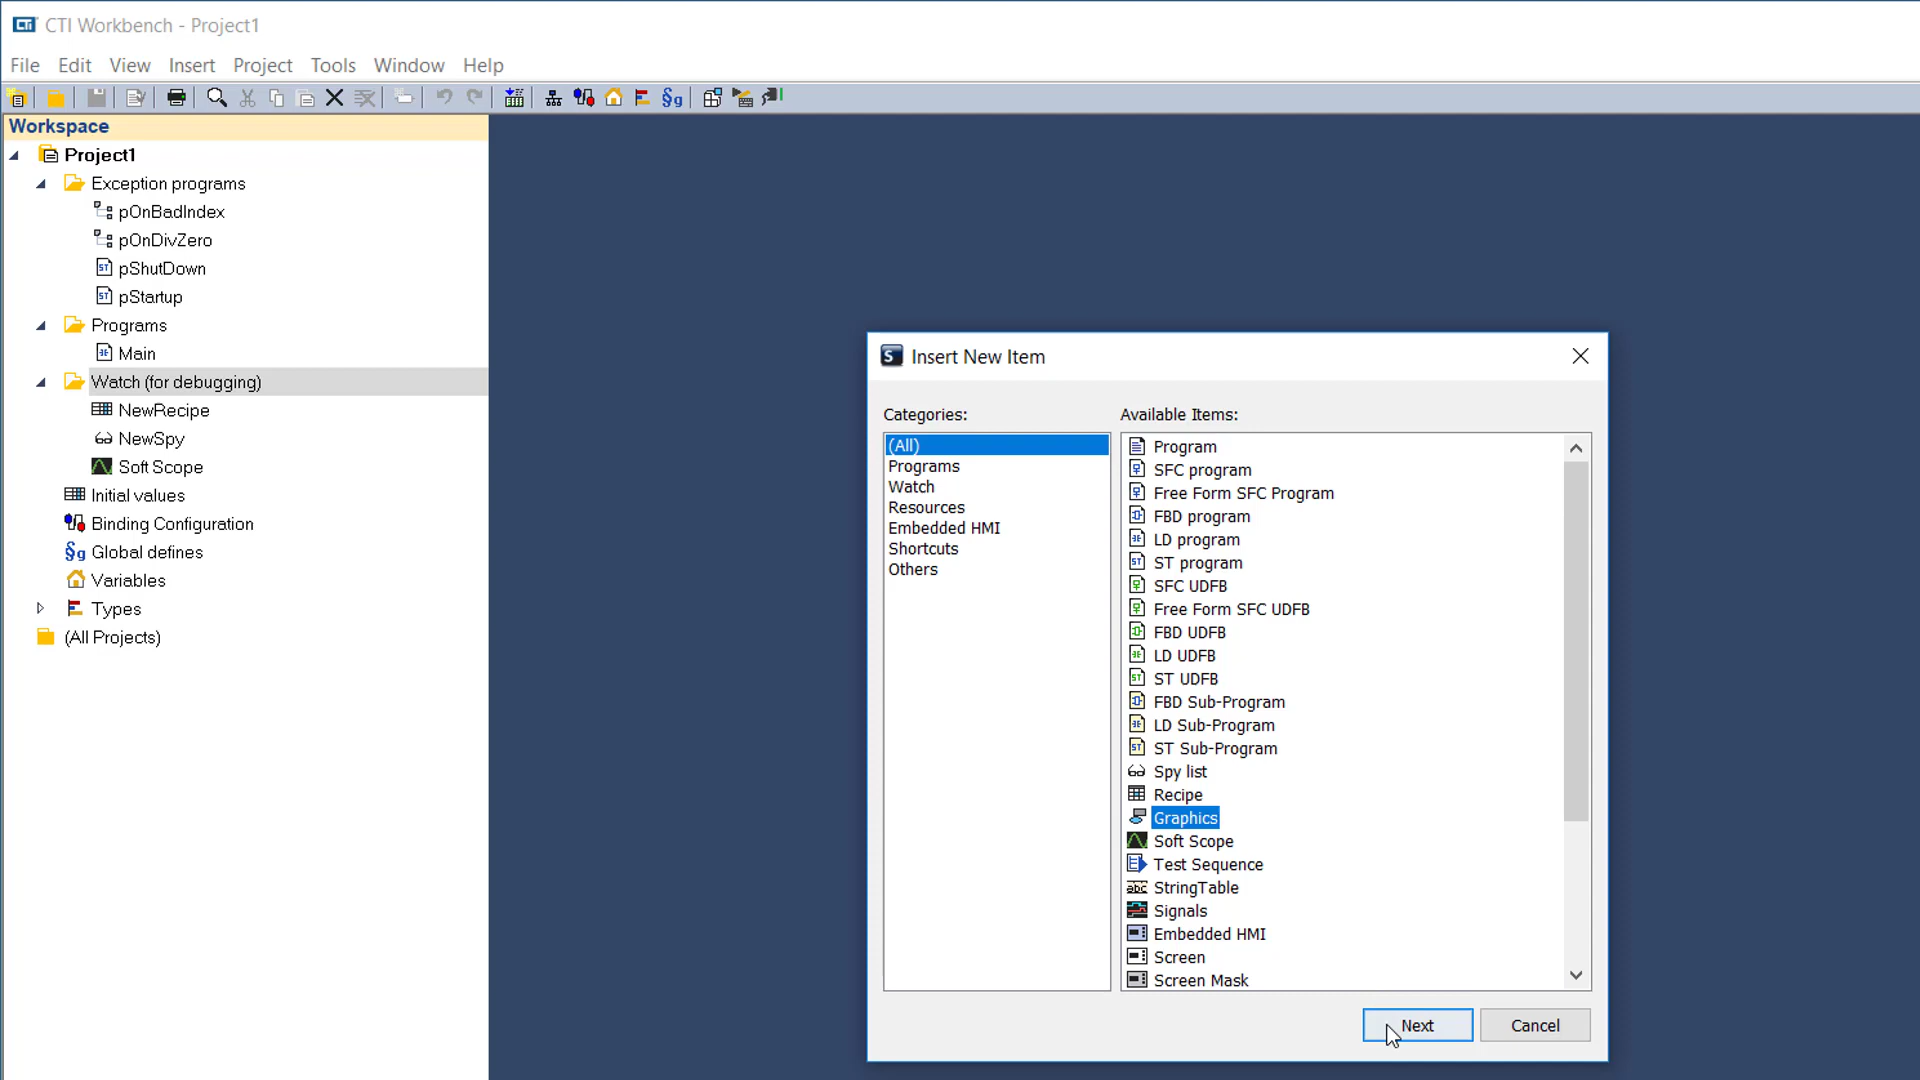 CTI Workbench - Project1
File Edit View Insert Project Tools Window Help
Workspace
Project1
Exception programs
pOnBadIndex
pOnDivZero
pShutDown
pStartup
Programs
Main
Watch (for debugging)
NewRecipe
NewSpy
Soft Scope
Initial values
Binding Configuration
Global defines
Variables
Types
(All Projects)
Insert New Item
Categories:
(All)
Programs
Watch
Resources
Embedded HMI
Shortcuts
Others
Available Items:
Program
SFC program
Free Form SFC Program
FBD program
LD program
ST program
SFC UDFB
Free Form SFC UDFB
FBD UDFB
LD UDFB
ST UDFB
FBD Sub-Program
LD Sub-Program
ST Sub-Program
Spy list
Recipe
Graphics
Soft Scope
Test Sequence
StringTable
Signals
Embedded HMI
Screen
Screen Mask
Next Cancel